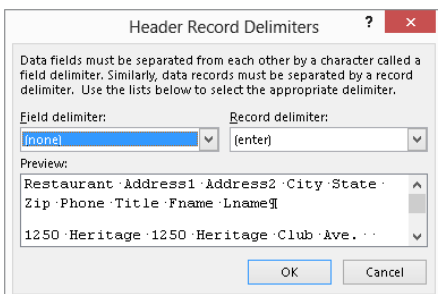 Header Record Delimiters ? ×
Data fields must be separated from each other by a character called a
field delimiter. Similarly, data records must be separated by a record
delimiter. Use the lists below to select the appropriate delimiter.
Field delimiter: Record delimiter:
(none) (enter)
Preview:
Restaurant·Address1·Address2·City·State·
Zip·Phone·Title·Fname·Lname¶
1250·Heritage·1250·Heritage·Club·Ave.··
OK Cancel